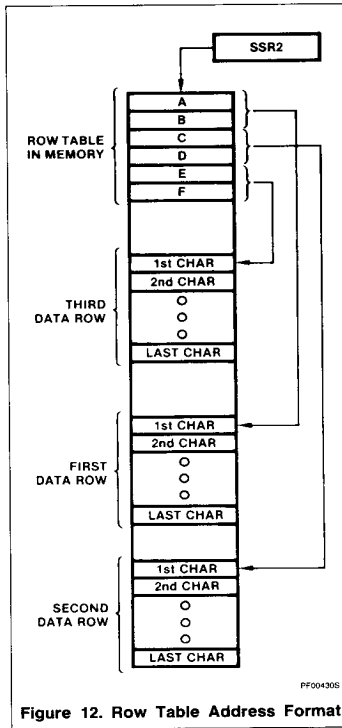 SSR2
A
B
ROW TABLE
IN MEMORY
C
D
E
F
1st CHAR
2nd CHAR
THIRD
DATA ROW
LAST CHAR
1st CHAR
2nd CHAR
FIRST
DATA ROW
LAST CHAR
1st CHAR
2nd CHAR
SECOND
DATA ROW
LAST CHAR
PF00430S
Figure 12. Row Table Address Format